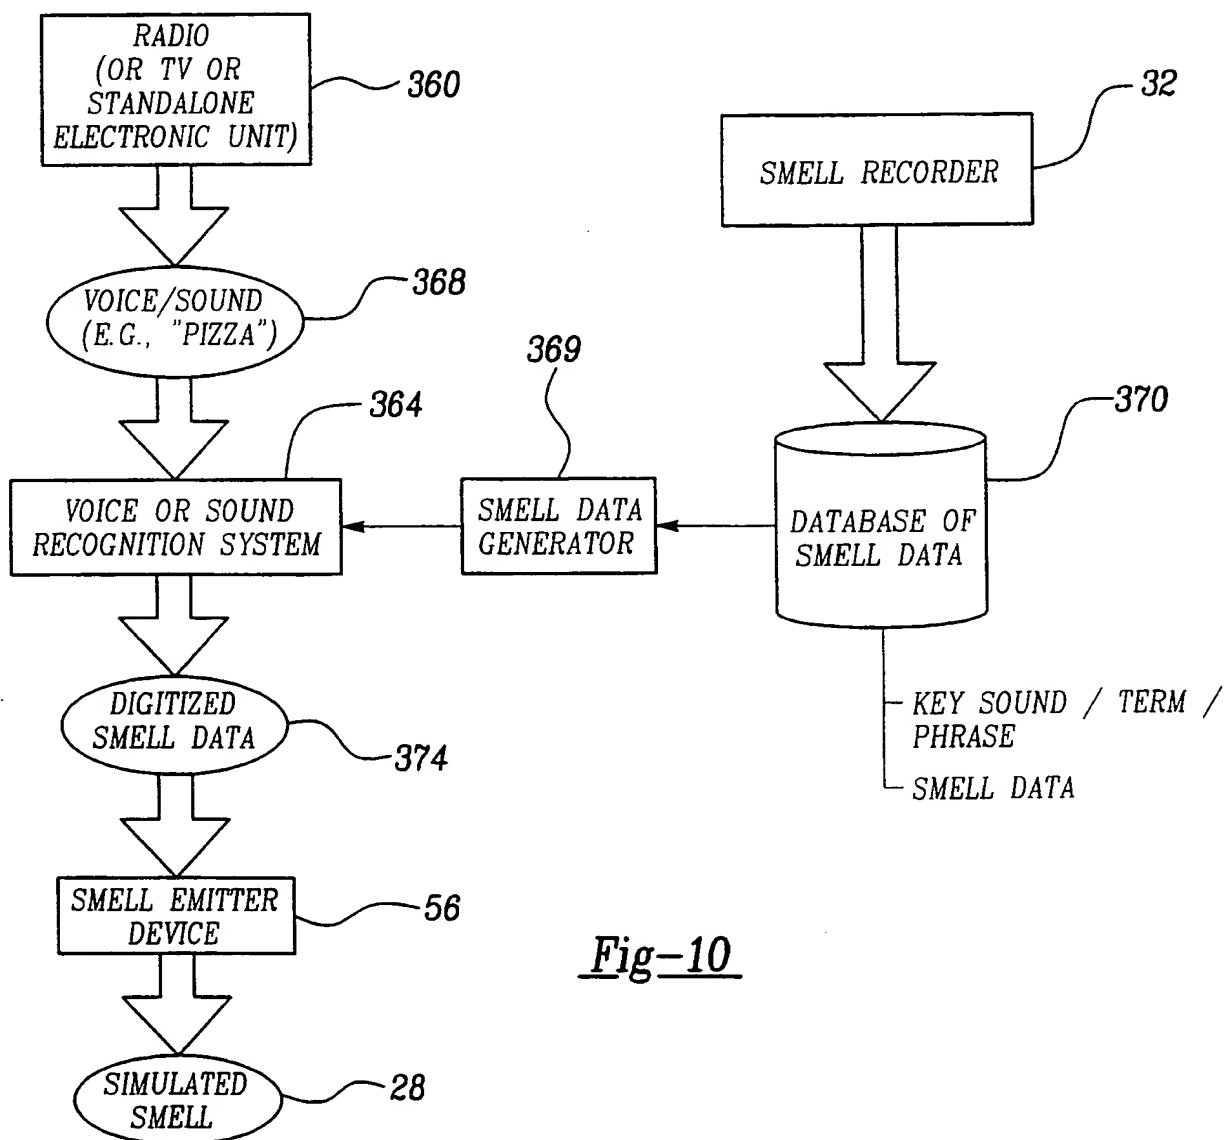 RADIO
(OR TV OR
STANDALONE
ELECTRONIC UNIT)
360
32
SMELL RECORDER
VOICE/SOUND
(E.G., "PIZZA")
368
369
364
370
VOICE OR SOUND
RECOGNITION SYSTEM
SMELL DATA
GENERATOR
DATABASE OF
SMELL DATA
DIGITIZED
SMELL DATA
374
KEY SOUND / TERM /
PHRASE
SMELL DATA
SMELL EMITTER
DEVICE
56
Fig-10
SIMULATED
SMELL
28